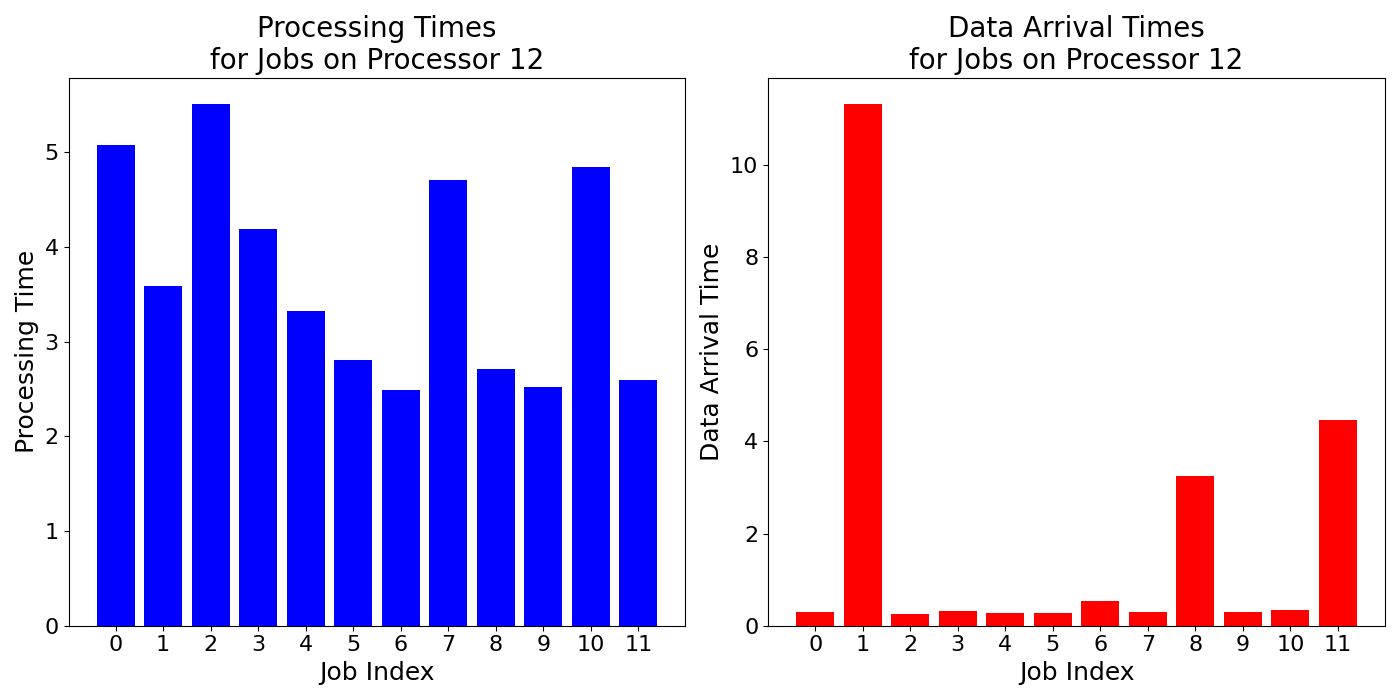 Processing Times
for Jobs on Processor 12
Processing Time
5
4
3
2
1
0
0 1 2 3 4 5 6 7 8 9 10 11
Job Index
Data Arrival Times
for Jobs on Processor 12
Data Arrival Time
10
8
6
4
2
0
0 1 2 3 4 5 6 7 8 9 10 11
Job Index